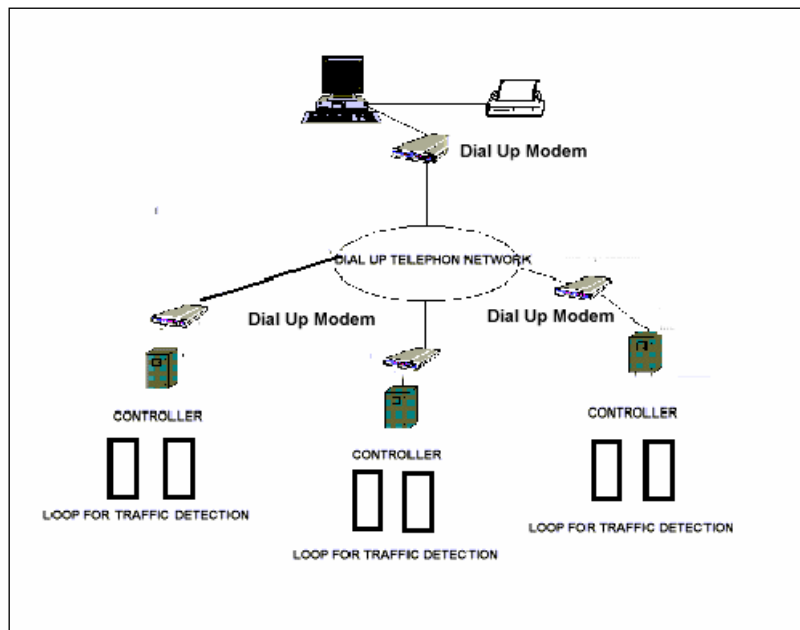 Dial Up Modem
DIAL UP TELEPHON NETWORK
Dial Up Modem
Dial Up Modem
CONTROLLER
CONTROLLER
CONTROLLER
LOOP FOR TRAFFIC DETECTION
LOOP FOR TRAFFIC DETECTION
LOOP FOR TRAFFIC DETECTION